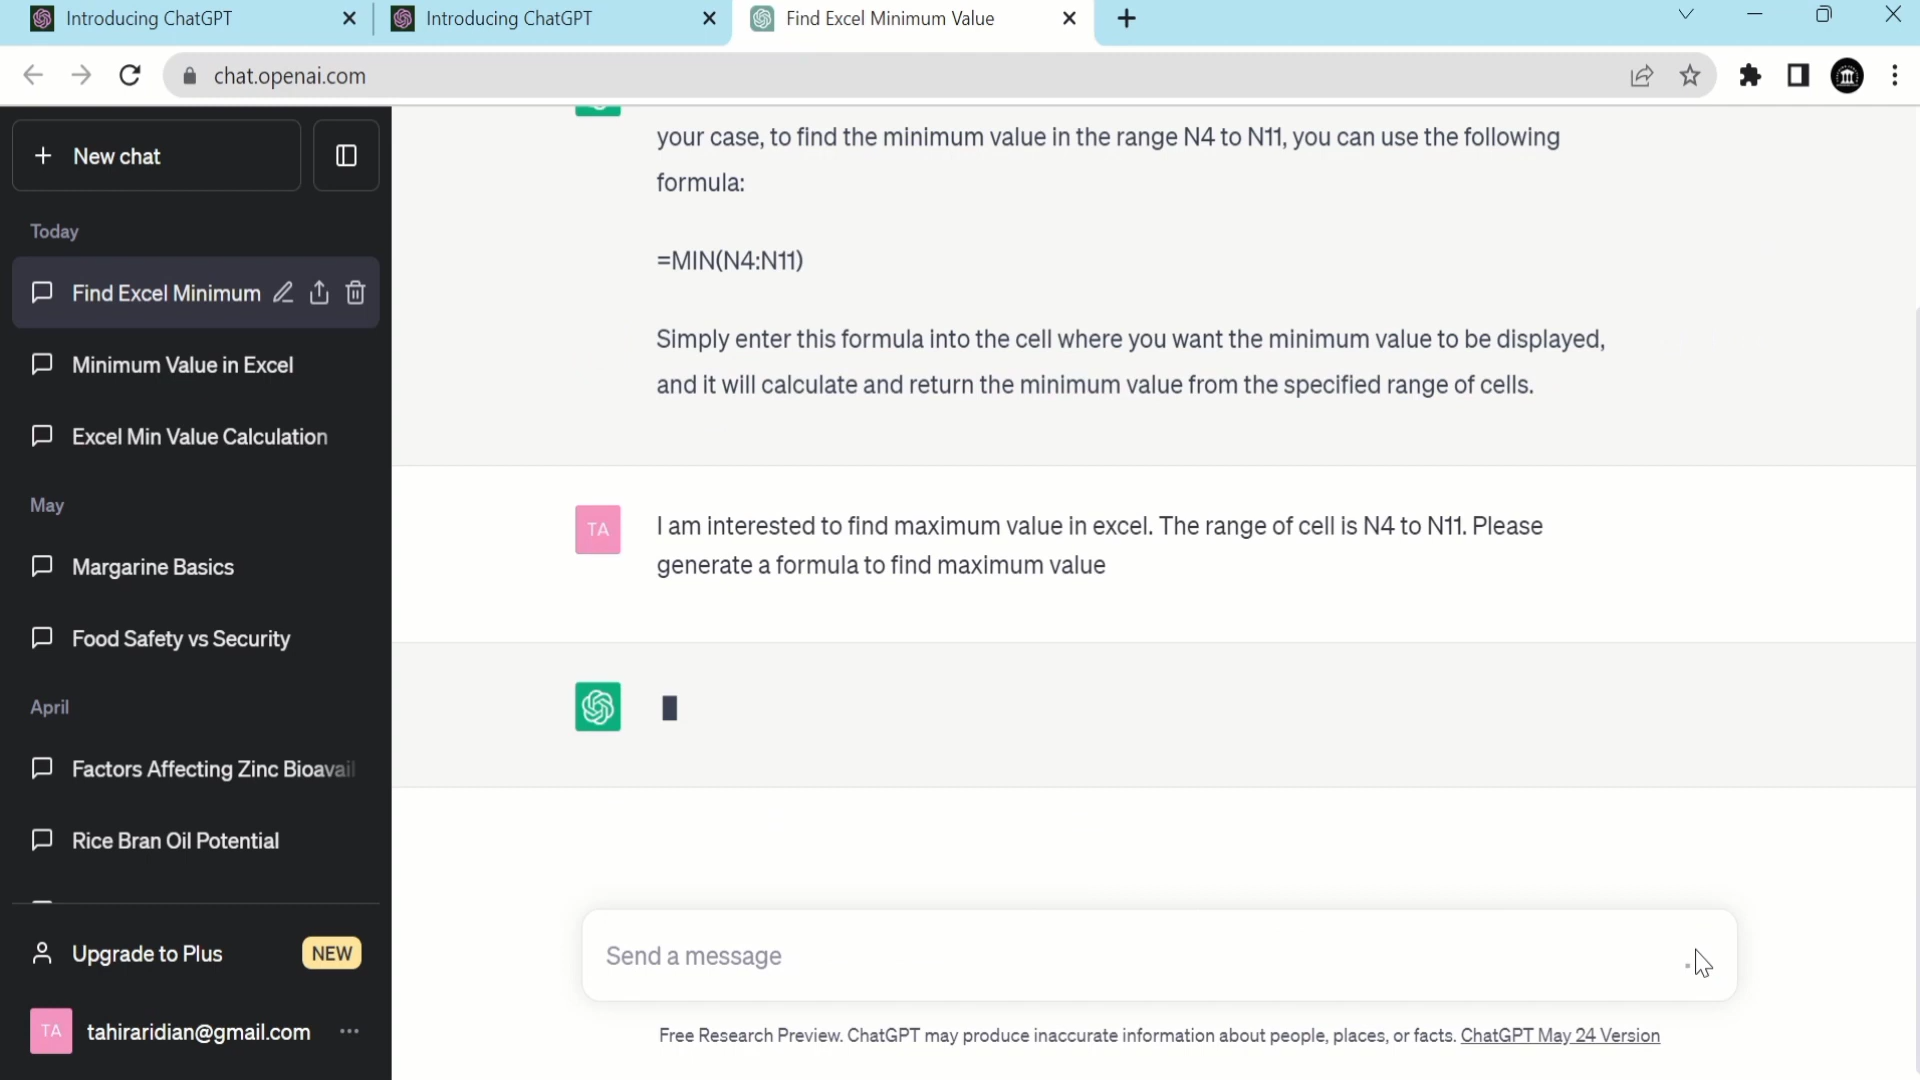 Introducing ChatGPT
Introducing ChatGPT
Find Excel Minimum Value
chat.openai.com
New chat
Today
Find Excel Minimum
Minimum Value in Excel
Excel Min Value Calculation
May
Margarine Basics
Food Safety vs Security
April
Factors Affecting Zinc Bioavail
Rice Bran Oil Potential
Upgrade to Plus NEW
TA tahiraridian@gmail.com
your case, to find the minimum value in the range N4 to N11, you can use the following
formula:
=MIN(N4:N11)
Simply enter this formula into the cell where you want the minimum value to be displayed,
and it will calculate and return the minimum value from the specified range of cells.
TA
I am interested to find maximum value in excel. The range of cell is N4 to N11. Please
generate a formula to find maximum value
Send a message
Free Research Preview. ChatGPT may produce inaccurate information about people, places, or facts. ChatGPT May 24 Version